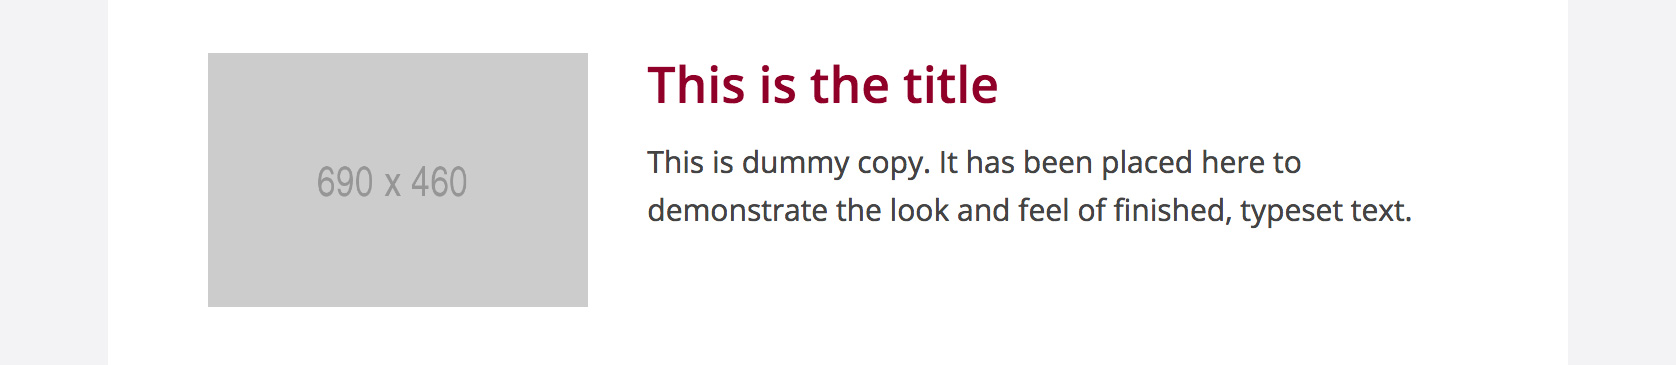 690 x 460
This is the title
This is dummy copy. It has been placed here to
demonstrate the look and feel of finished, typeset text.